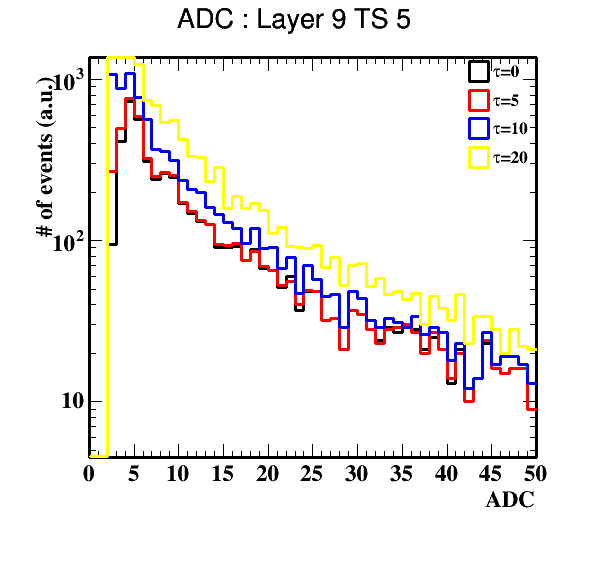 ADC : Layer 9 TS 5
# of events (a.u.)
10³
10²
10
τ=0
τ=5
τ=10
τ=20
0 5 10 15 20 25 30 35 40 45 50
ADC